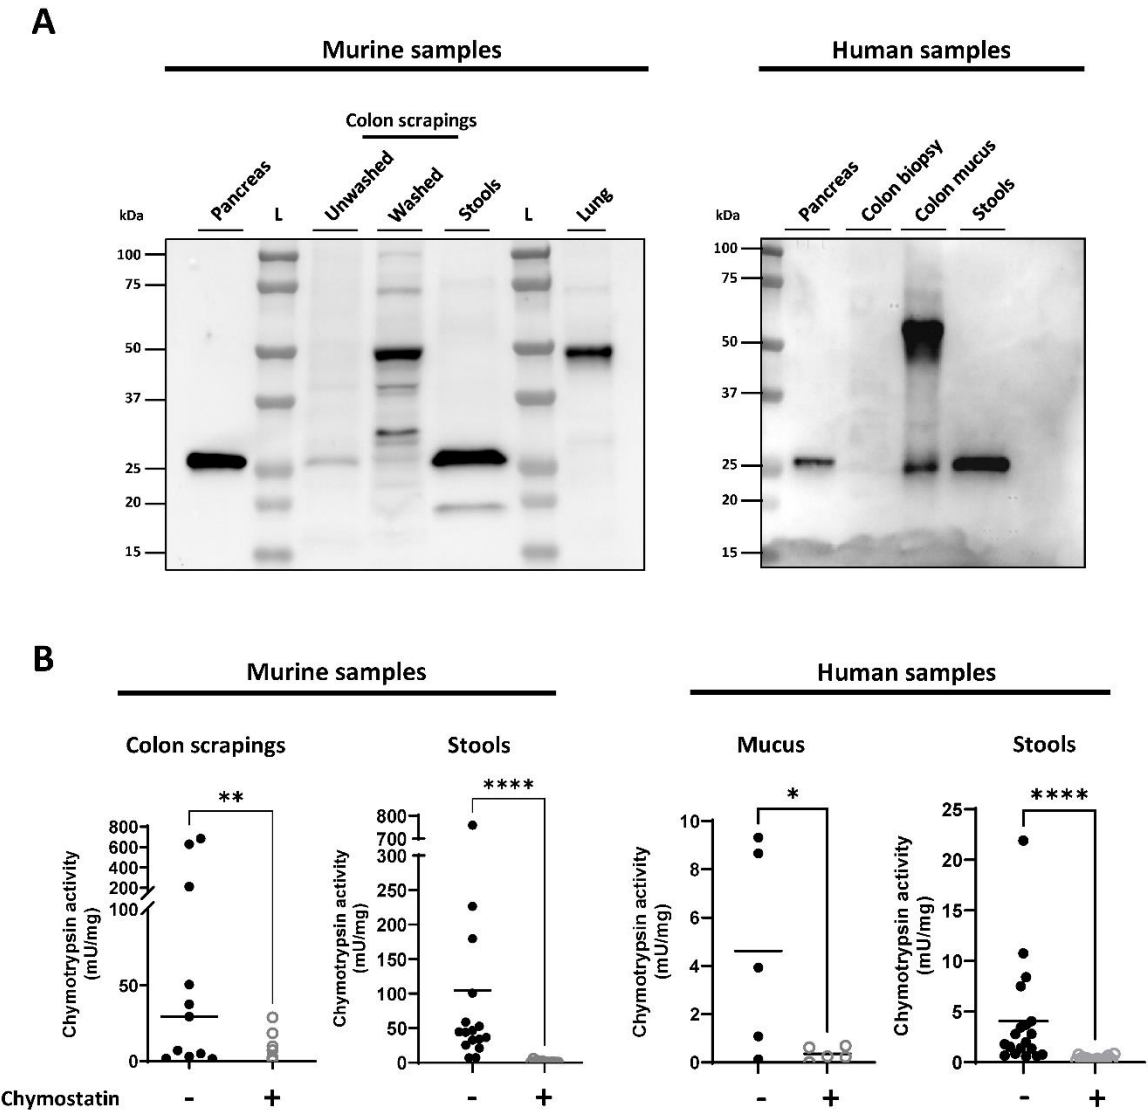 A
Murine samples
Human samples
Colon scrapings
kDa
Pancreas
L
Unwashed
Washed
Stools
L
Lung
kDa
Pancreas
Colon biopsy
Colon mucus
Stools
100
75
50
37
25
20
15
100
75
50
37
25
20
15
B
Murine samples
Human samples
Colon scrapings
Stools
Mucus
Stools
**
****
*
****
Chymotrypsin activity
(mU/mg)
800
600
400
200
100
50
0
Chymotrypsin activity
(mU/mg)
800
700
300
250
200
150
100
50
0
Chymotrypsin activity
(mU/mg)
10
8
6
4
2
0
Chymotrypsin activity
(mU/mg)
25
20
15
10
5
0
Chymostatin - + - + - + - +